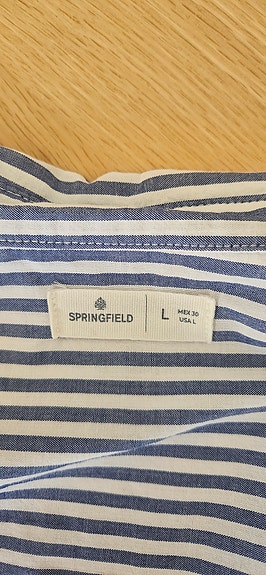 SPRINGFIELD
L
MEX 30
USA L